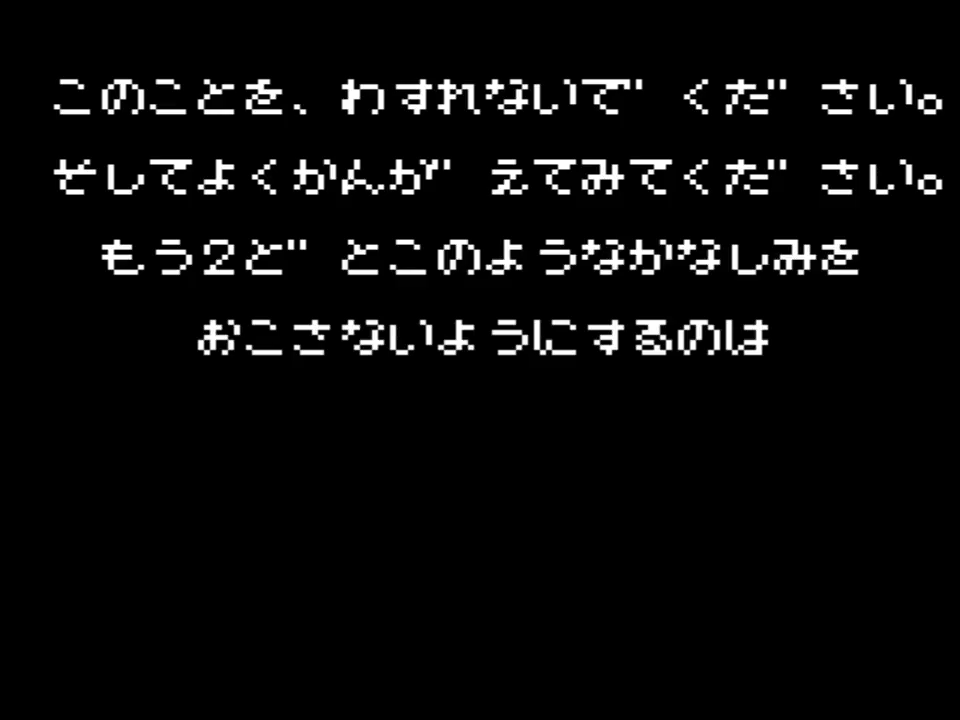 このことを、わすれないで ください。
そしてよくかんが えてみてください。
もう2ど とこのようなかなしみを
おこさないようにするのは